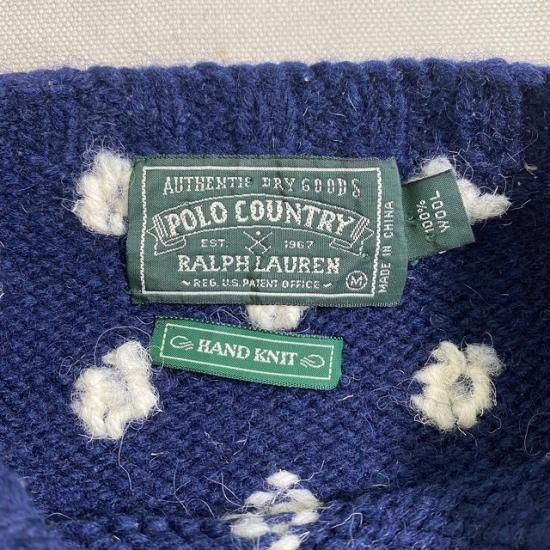 AUTHENTIC DRY GOODS
POLO COUNTRY
EST. 1967
RALPH LAUREN
REG. U.S. PATENT OFFICE
M
MADE IN CHINA
100%
WOOL
HAND KNIT